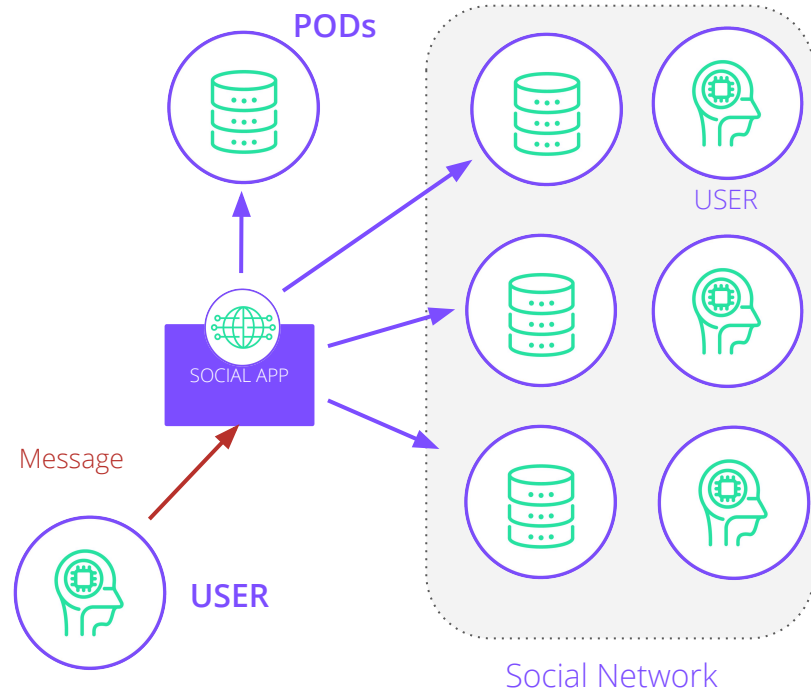 PODs
USER
SOCIAL APP
Message
USER
Social Network